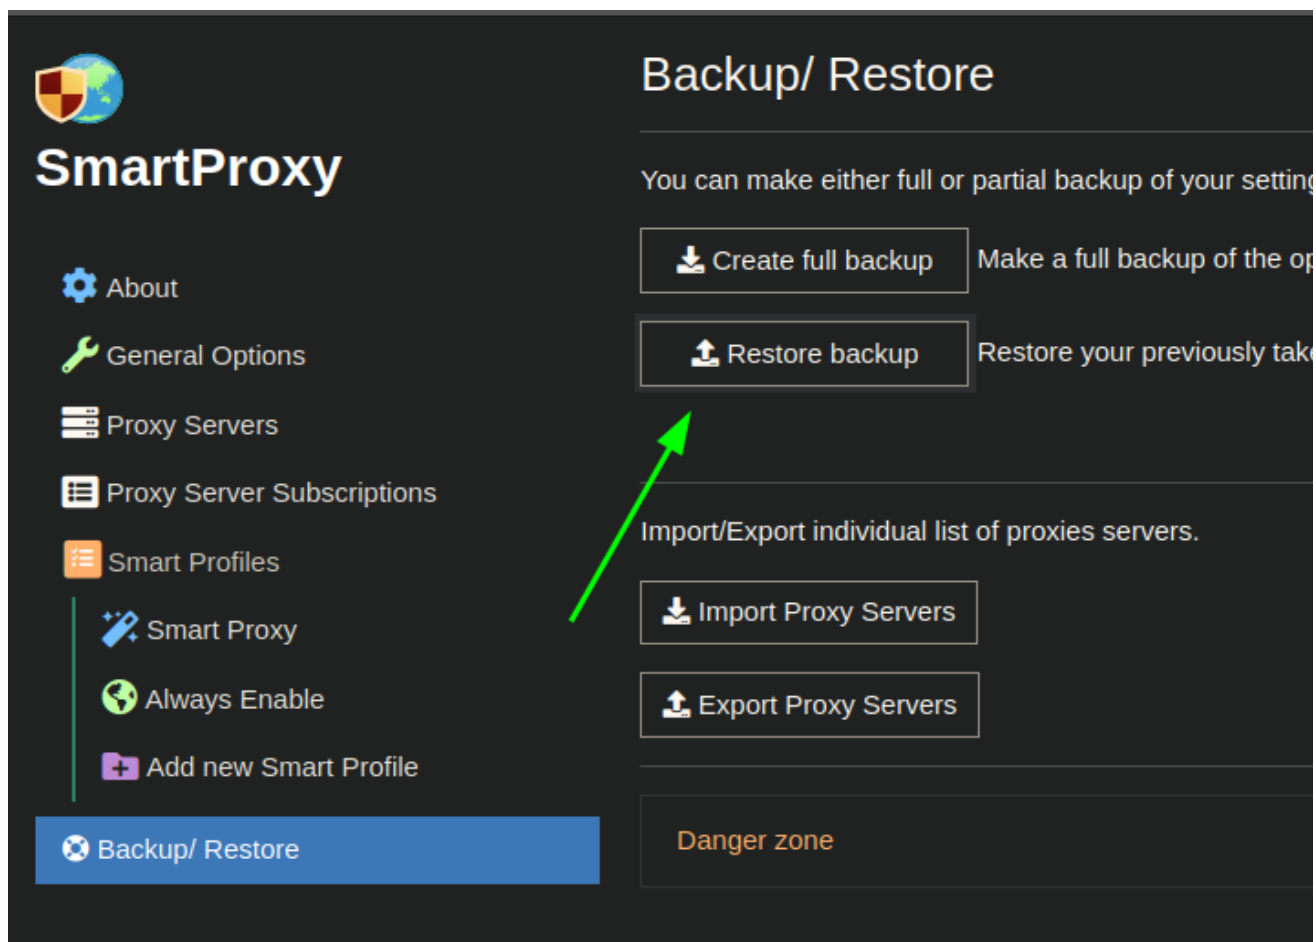 SmartProxy
About
General Options
Proxy Servers
Proxy Server Subscriptions
Smart Profiles
Smart Proxy
Always Enable
Add new Smart Profile
Backup/ Restore
Backup/ Restore
You can make either full or partial backup of your
Create full backup
Make a full backup of the
Restore backup
Restore your previously
Import/Export individual list of proxies servers.
Import Proxy Servers
Export Proxy Servers
Danger zone